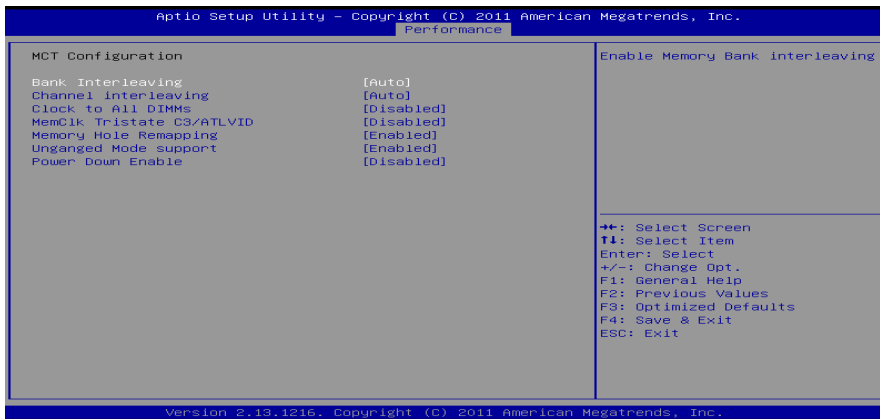 Aptio Setup Utility – Copyright (C) 2011 American Megatrends, Inc.
Performance
MCT Configuration
Bank Interleaving [Auto]
Channel interleaving [Auto]
Clock to All DIMMs [Disabled]
MemClk Tristate C3/ATLVID [Disabled]
Memory Hole Remapping [Enabled]
Unganged Mode support [Enabled]
Power Down Enable [Disabled]
Enable Memory Bank interleaving
→←: Select Screen
↑↓: Select Item
Enter: Select
+/-: Change Opt.
F1: General Help
F2: Previous Values
F3: Optimized Defaults
F4: Save & Exit
ESC: Exit
Version 2.13.1216. Copyright (C) 2011 American Megatrends, Inc.